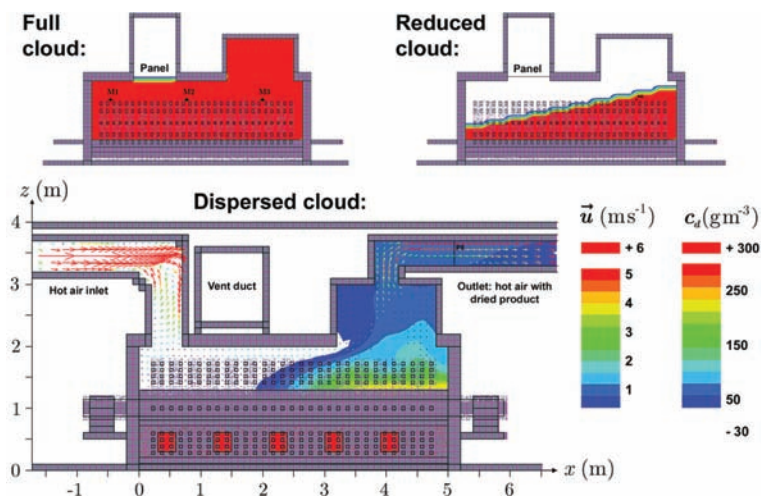 Full cloud:
Reduced cloud:
Panel
Panel
M1 M2 M3
z (m)
Dispersed cloud:
u (ms-1)
c_d (gm-3)
4
3
2
1
0
Hot air inlet
Vent duct
Outlet: hot air with dried product
+ 6
5
4
3
2
1
+ 300
250
150
50
- 30
-1 0 1 2 3 4 5 6
x (m)